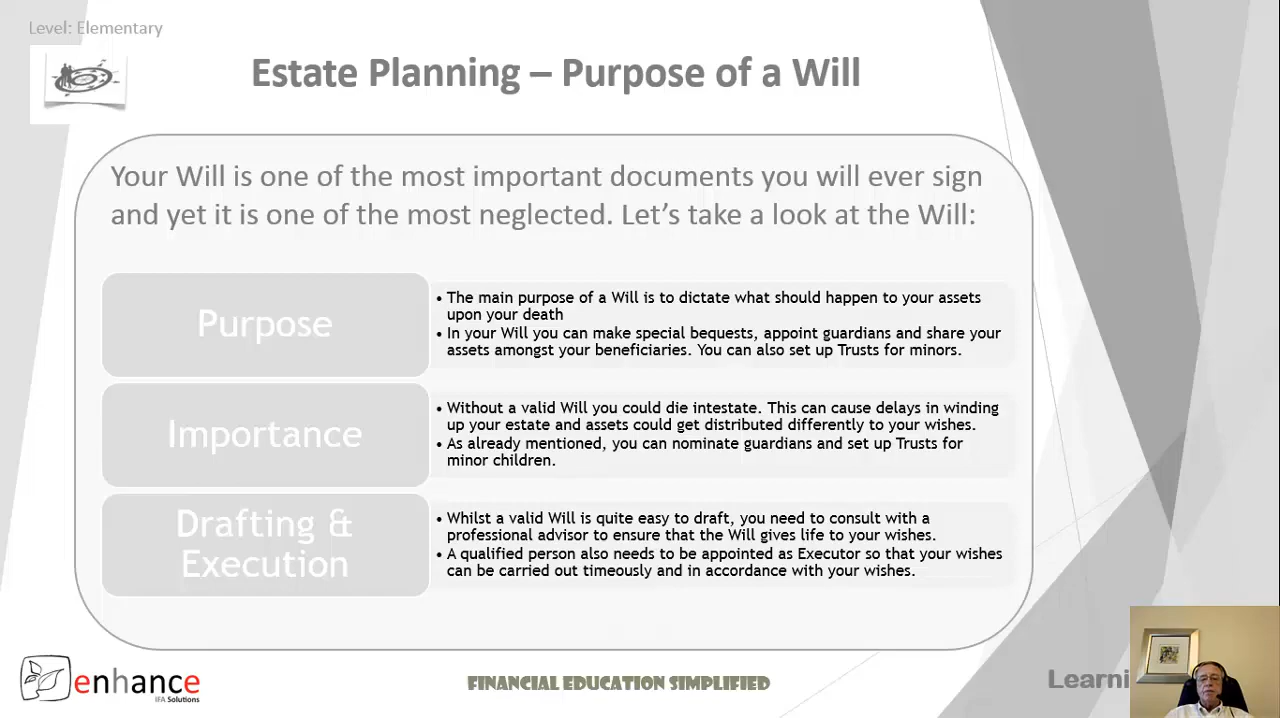 Level: Elementary
Estate Planning – Purpose of a Will
Your Will is one of the most important documents you will ever sign
and yet it is one of the most neglected. Let's take a look at the Will:
Purpose
• The main purpose of a Will is to dictate what should happen to your assets
upon your death
• In your Will you can make special bequests, appoint guardians and share your
assets amongst your beneficiaries. You can also set up Trusts for minors.
Importance
• Without a valid Will you could die intestate. This can cause delays in winding
up your estate and assets could get distributed differently to your wishes.
• As already mentioned, you can nominate guardians and set up Trusts for
minor children.
Drafting &
Execution
• Whilst a valid Will is quite easy to draft, you need to consult with a
professional advisor to ensure that the Will gives life to your wishes.
• A qualified person also needs to be appointed as Executor so that your wishes
can be carried out timeously and in accordance with your wishes.
enhance
IFA Solutions
FINANCIAL EDUCATION SIMPLIFIED
Learni